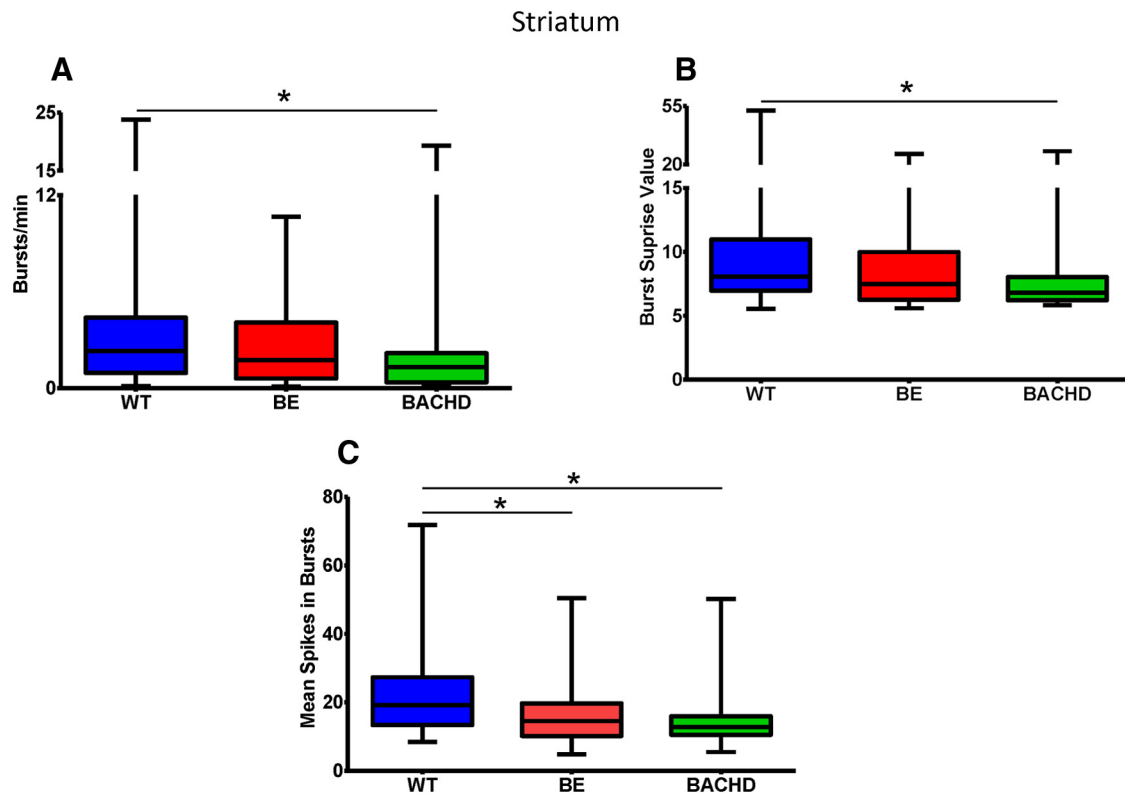 Striatum
A
*
25
15
12
0
Bursts/min
WT BE BACHD
B
*
55
20
15
10
5
0
Burst Suprise Value
WT BE BACHD
C
*
*
80
60
40
20
0
Mean Spikes in Bursts
WT BE BACHD